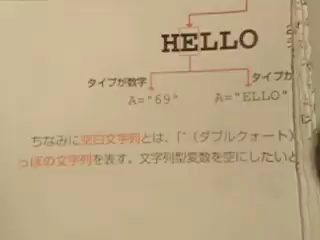 HELLO
タイプが数字 タイプが
A="69" A="ELLO"
ちなみに空白文字列とは、「"（ダブルクォート）
っぽの文字列を表す。文字列型変数を空にしたいと